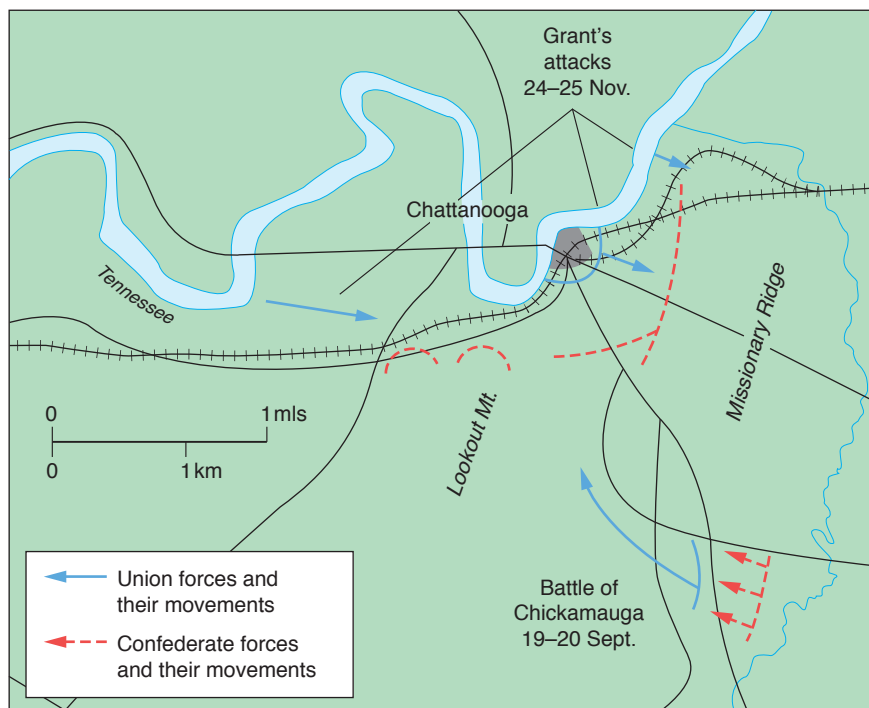 Grant's
attacks
24–25 Nov.
Chattanooga
Tennessee
Missionary Ridge
Lookout Mt.
0 1 mls
0 1 km
Battle of
Chickamauga
19–20 Sept.
Union forces and
their movements
Confederate forces
and their movements